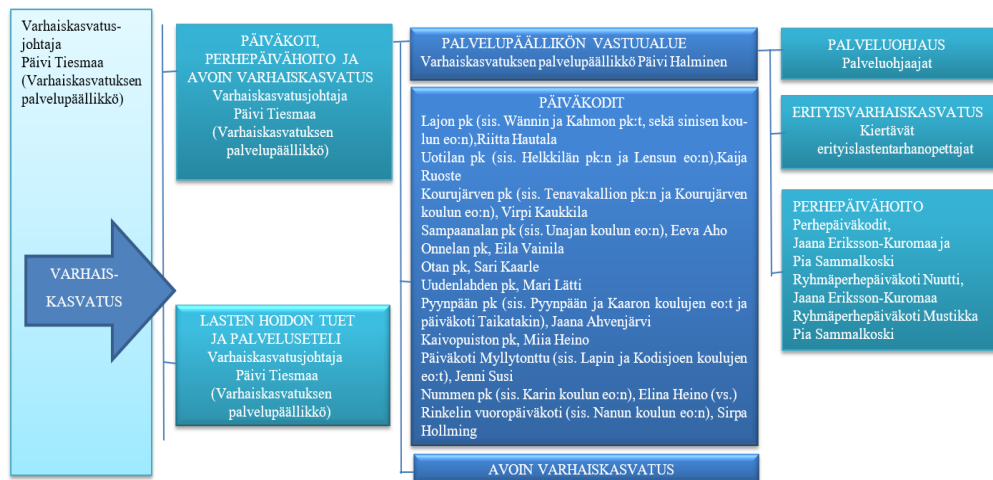 Varhaiskasvatus-
johtaja
Päivi Tiesmaa
(Varhaiskasvatuksen
palvelupäällikkö)
VARHAIS-
KASVATUS
PÄIVÄKOTI,
PERHEPÄIVÄHOITO JA
AVOIN VARHAISKASVATUS
Varhaiskasvatusjohtaja
Päivi Tiesmaa
(Varhaiskasvatuksen
palvelupäällikkö)
LASTEN HOIDON TUET
JA PALVELUSETELI
Varhaiskasvatusjohtaja
Päivi Tiesmaa
(Varhaiskasvatuksen
palvelupäällikkö)
PALVELUPÄÄLLIKÖN VASTUUALUE
Varhaiskasvatuksen palvelupäällikkö Päivi Halminen
PÄIVÄKODIT
Lajon pk (sis. Wännin ja Kahmon pk:t, sekä sinisen kou-
lun eo:n),Riitta Hautala
Uotilan pk (sis. Helkkilän pk:n ja Lensun eo:n),Kaija
Ruoste
Kourujärven pk (sis. Tenavakallion pk:n ja Kourujärven
koulun eo:n), Virpi Kaukkila
Sampaanalan pk (sis. Unajan koulun eo:n), Eeva Aho
Onnelan pk, Eila Vainila
Otan pk, Sari Kaarle
Uudenlahden pk, Mari Lätti
Pyynpään pk (sis. Pyynpään ja Kaaron koulujen eo:t ja
päiväkoti Taikatakin), Jaana Ahvenjärvi
Kaivopuiston pk, Miia Heino
Päiväkoti Myllytonttu (sis. Lapin ja Kodisjoen koulujen
eo:t), Jenni Susi
Nummen pk (sis. Karin koulun eo:n), Elina Heino (vs.)
Rinkelin vuoropäiväkoti (sis. Nanun koulun eo:n), Sirpa
Hollming
AVOIN VARHAISKASVATUS
PALVELUOHJAUS
Palveluohjaajat
ERITYISVARHAISKASVATUS
Kiertävät
erityislastentarhanopettajat
PERHEPÄIVÄHOITO
Perhepäiväkodit,
Jaana Eriksson-Kuromaa ja
Pia Sammalkoski
Ryhmäperhepäiväkoti Nuutti,
Jaana Eriksson-Kuromaa
Ryhmäperhepäiväkoti Mustikka
Pia Sammalkoski